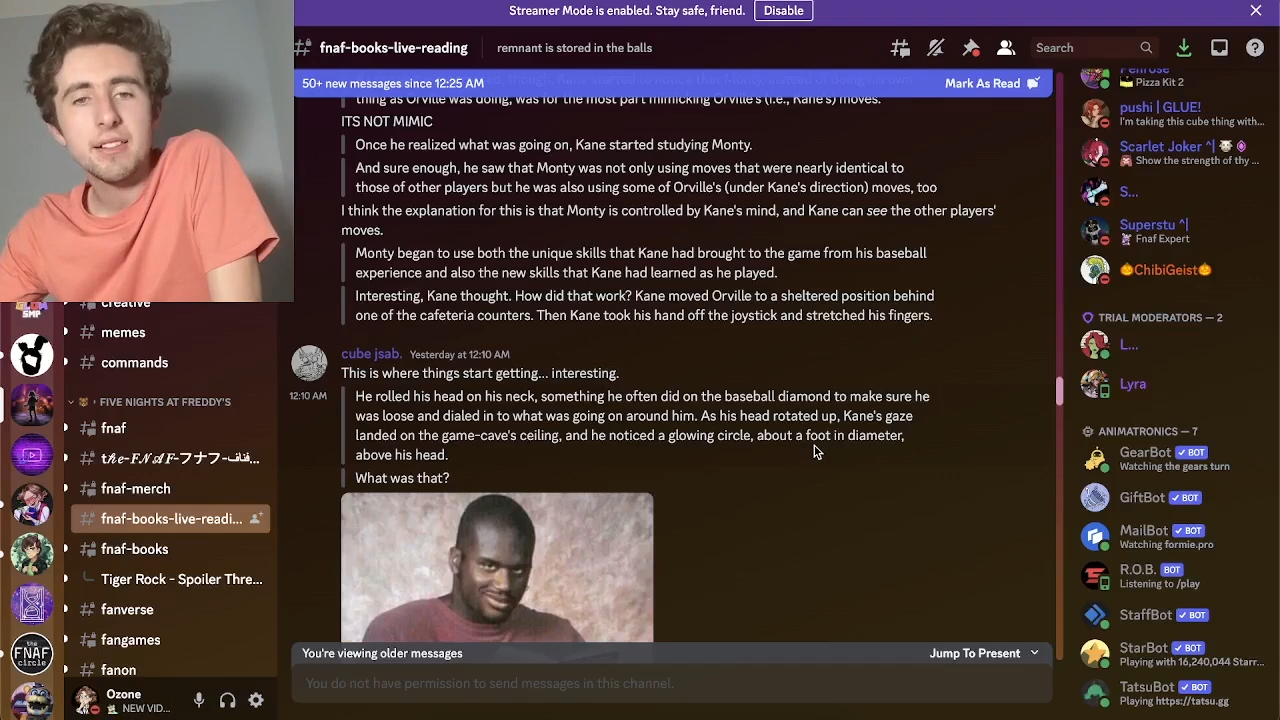 Streamer Mode is enabled. Stay safe, friend.
Disable
fnaf-books-live-reading
remnant is stored in the balls
Search
50+ new messages since 12:25 AM
Mark As Read
thing as Orville was doing, was for the most part mimicking Orville's (i.e., Kane's) moves.
ITS NOT MIMIC
Once he realized what was going on, Kane started studying Monty.
And sure enough, he saw that Monty was not only using moves that were nearly identical to
those of other players but he was also using some of Orville's (under Kane's direction) moves, too
I think the explanation for this is that Monty is controlled by Kane's mind, and Kane can see the other players'
moves.
Monty began to use both the unique skills that Kane had brought to the game from his baseball
experience and also the new skills that Kane had learned as he played.
Interesting, Kane thought. How did that work? Kane moved Orville to a sheltered position behind
one of the cafeteria counters. Then Kane took his hand off the joystick and stretched his fingers.
cube jsab. Yesterday at 12:10 AM
This is where things start getting... interesting.
12:10 AM
He rolled his head on his neck, something he often did on the baseball diamond to make sure he
was loose and dialed in to what was going on around him. As his head rotated up, Kane's gaze
landed on the game-cave's ceiling, and he noticed a glowing circle, about a foot in diameter,
above his head.
What was that?
You're viewing older messages
Jump To Present
You do not have permission to send messages in this channel.
creative
memes
commands
FIVE NIGHTS AT FREDDY'S
fnaf
fnaf-merch
fnaf-books-live-readi...
fnaf-books
Tiger Rock - Spoiler Thre...
fanverse
fangames
fanon
SMP
THE FNAF CIRCLE
Ozone
NEW VID...
Penrose
Pizza Kit 2
pushi | GLUE!
I'm taking this cube thing with...
Scarlet Joker ^|
Show the strength of thy ...
S...
Superstu ^|
Fnaf Expert
ChibiGeist
TRIAL MODERATORS — 2
L...
Lyra
ANIMATRONICS — 7
GearBot BOT
Watching the gears turn
GiftBot BOT
MailBot BOT
Watching formie.pro
R.O.B. BOT
Listening to /play
StaffBot BOT
StarBot BOT
Playing with 16,240,044 Starr...
TatsuBot BOT
Playing https://tatsu.gg